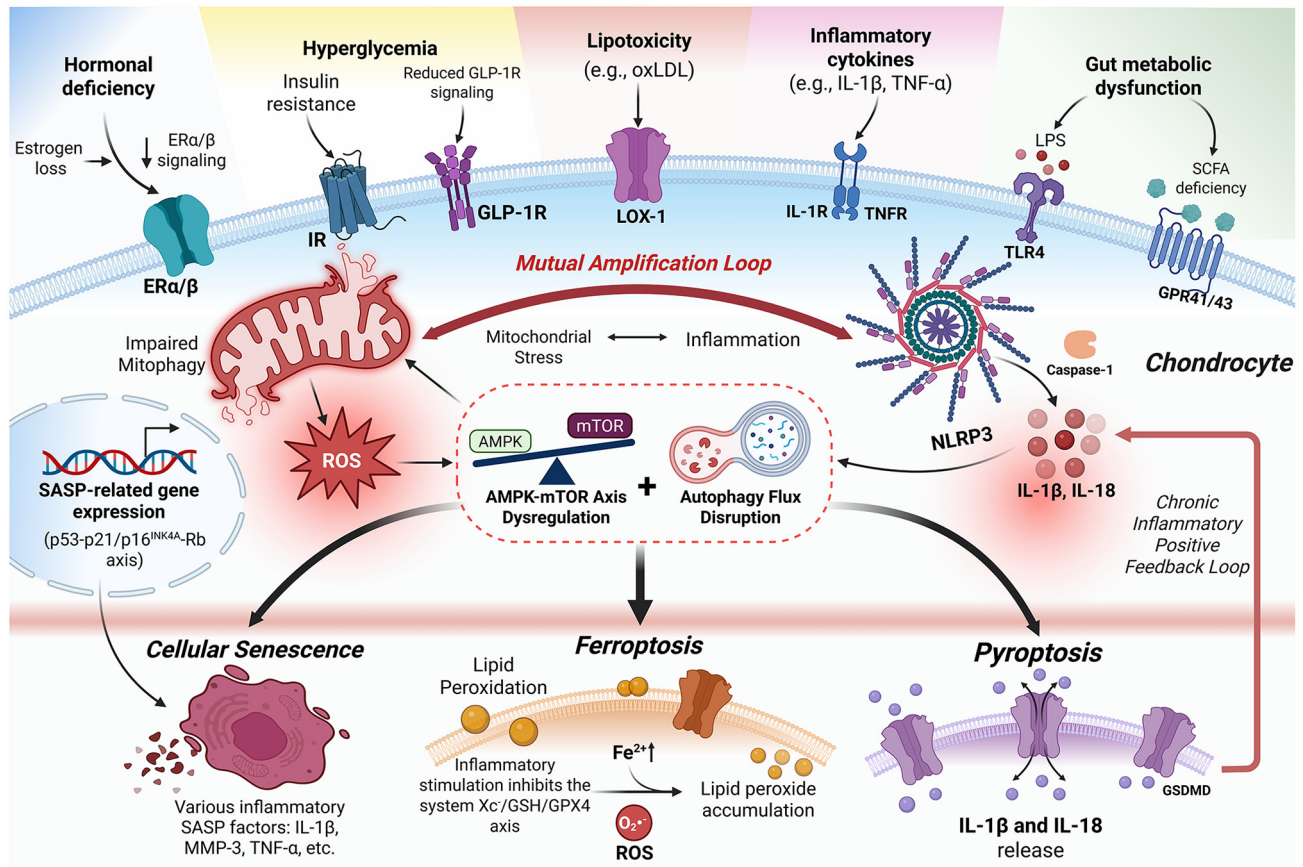 Hormonal
deficiency
Estrogen
loss
ERα/β
signaling
ERα/β
Hyperglycemia
Insulin
resistance
Reduced GLP-1R
signaling
IR
GLP-1R
Lipotoxicity
(e.g., oxLDL)
LOX-1
Inflammatory
cytokines
(e.g., IL-1β, TNF-α)
IL-1R
TNFR
Gut metabolic
dysfunction
LPS
SCFA
deficiency
TLR4
GPR41/43
Mutual Amplification Loop
Mitochondrial
Stress
Inflammation
Impaired
Mitophagy
Caspase-1
Chondrocyte
NLRP3
IL-1β, IL-18
ROS
AMPK
mTOR
AMPK-mTOR Axis
Dysregulation
+
Autophagy Flux
Disruption
SASP-related gene
expression
(p53-p21/p16ᴵᴺᴷ⁴ᴬ-Rb
axis)
Chronic
Inflammatory
Positive
Feedback Loop
Cellular Senescence
Various inflammatory
SASP factors: IL-1β,
MMP-3, TNF-α, etc.
Ferroptosis
Lipid
Peroxidation
Fe²⁺↑
Inflammatory
stimulation inhibits the
system Xc⁻/GSH/GPX4
axis
Lipid peroxide
accumulation
O₂•⁻
ROS
Pyroptosis
GSDMD
IL-1β and IL-18
release